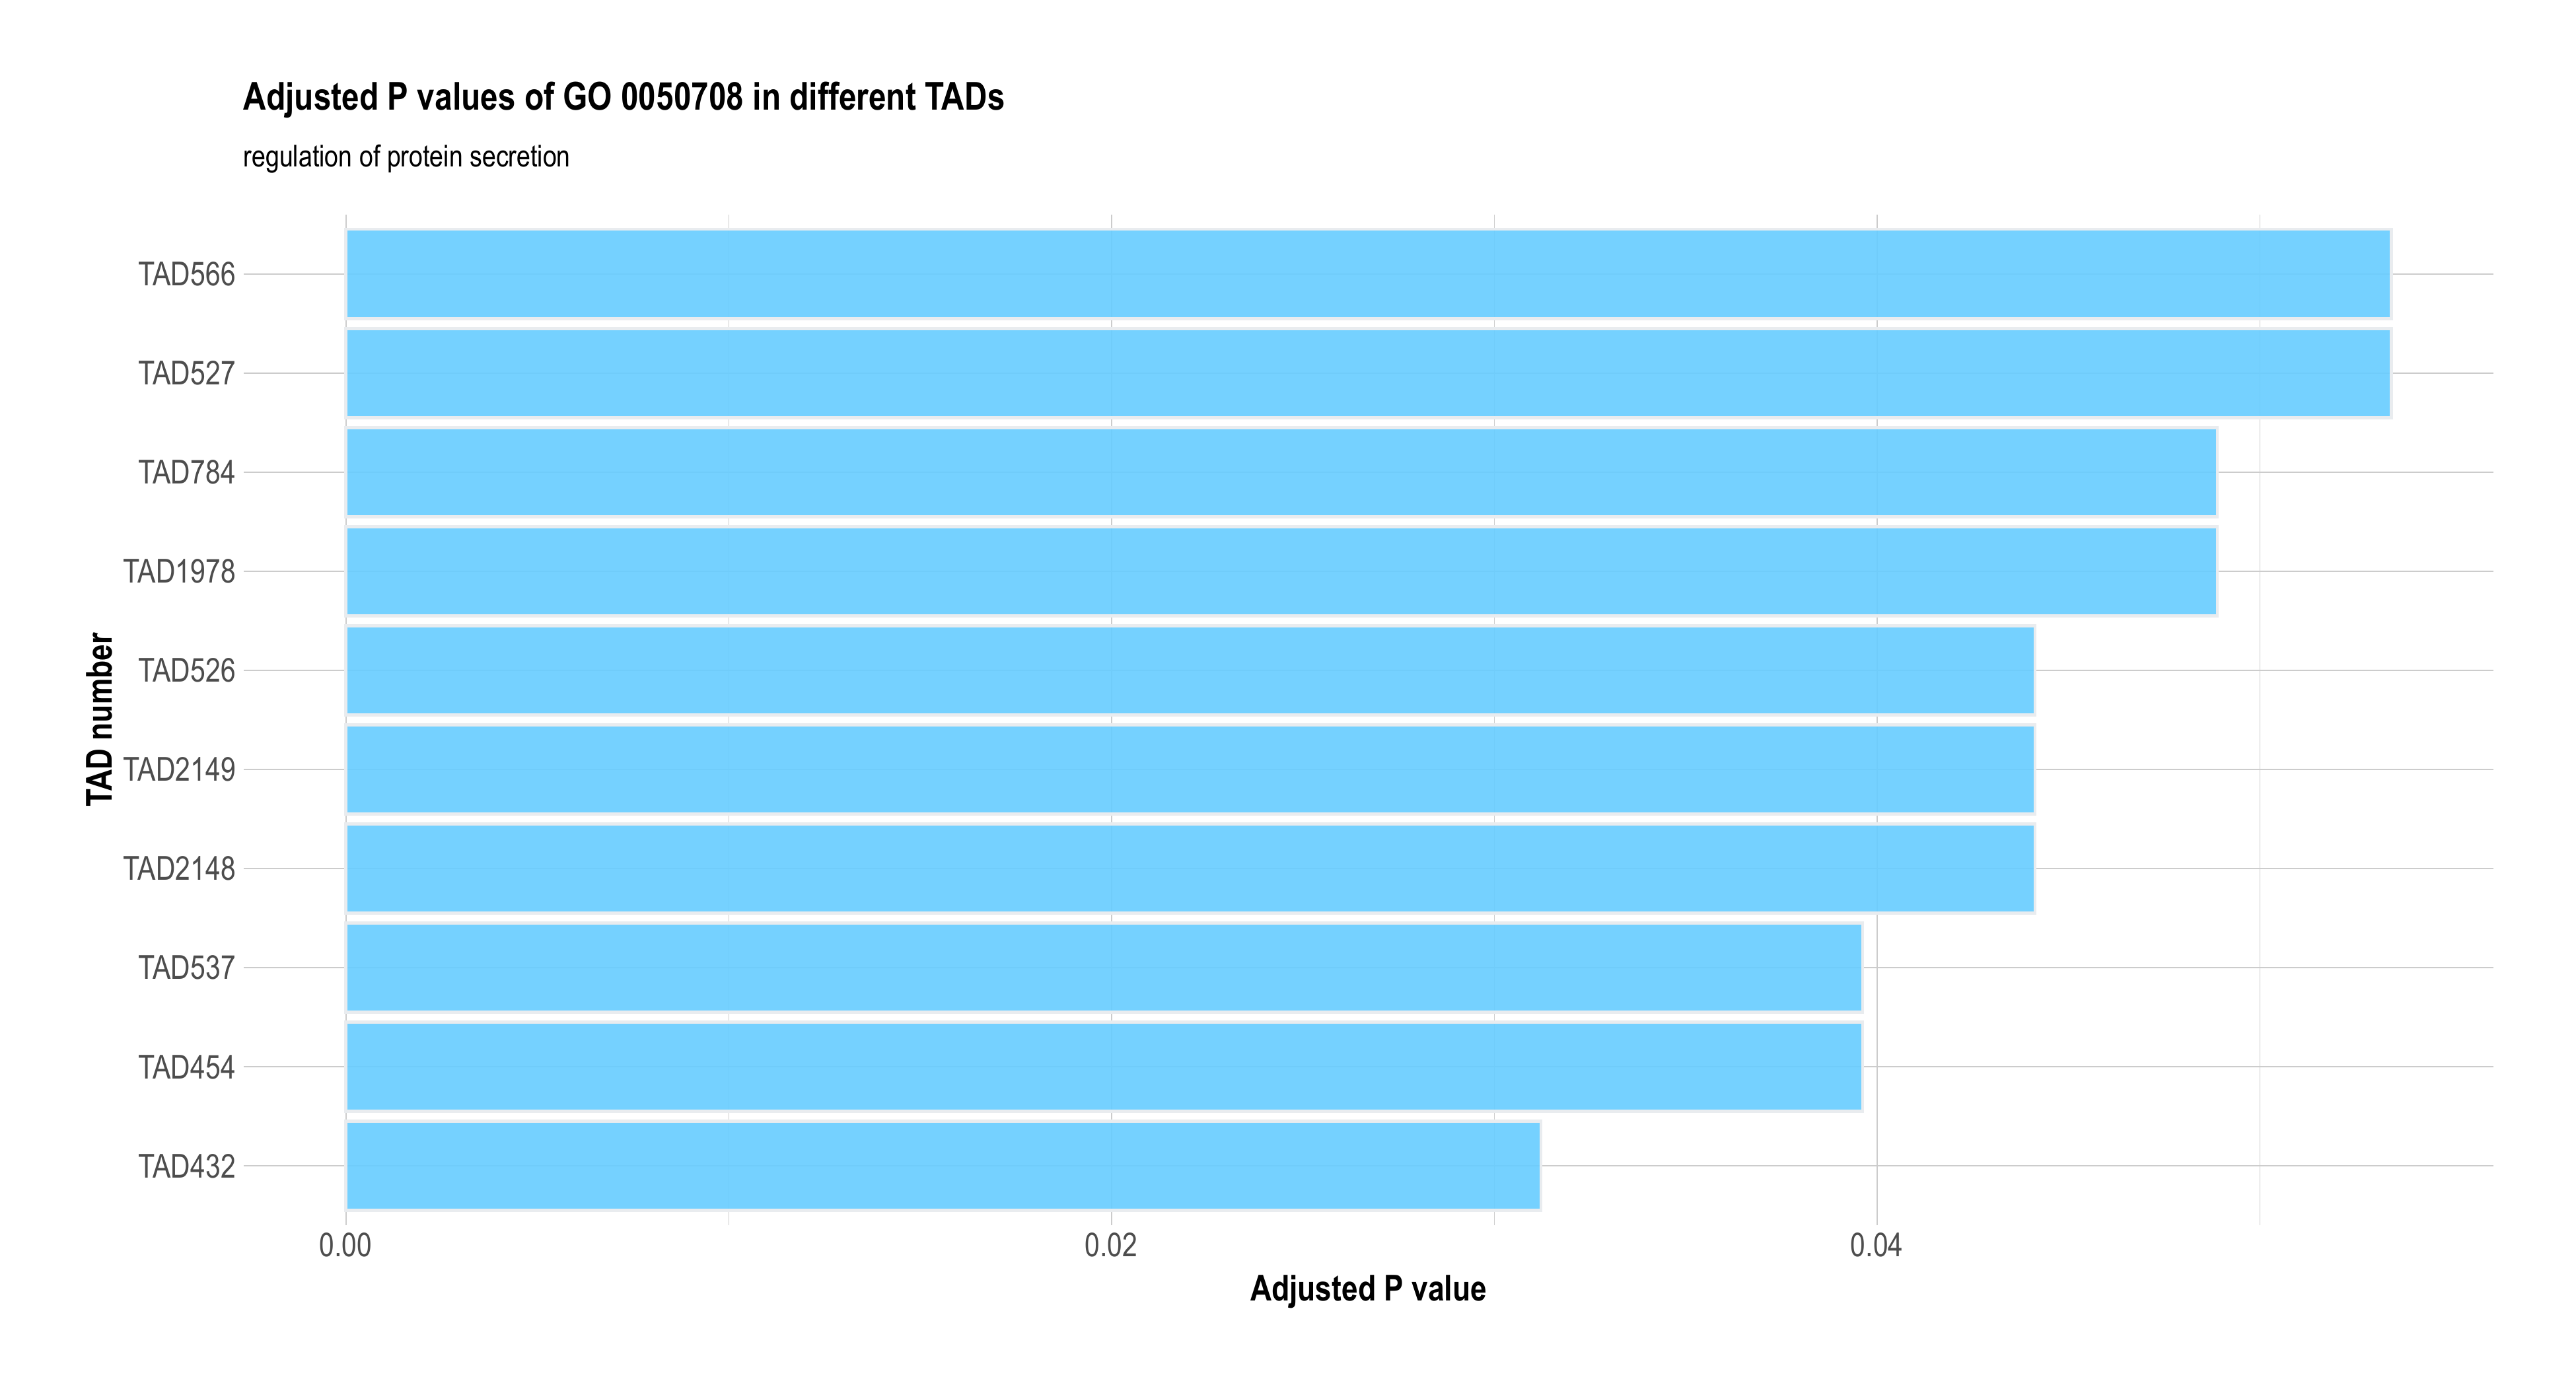 Adjusted P values of GO 0050708 in different TADs
regulation of protein secretion
TAD566
TAD527
TAD784
TAD1978
TAD526
TAD2149
TAD2148
TAD537
TAD454
TAD432
TAD number
0.00 0.02 0.04
Adjusted P value